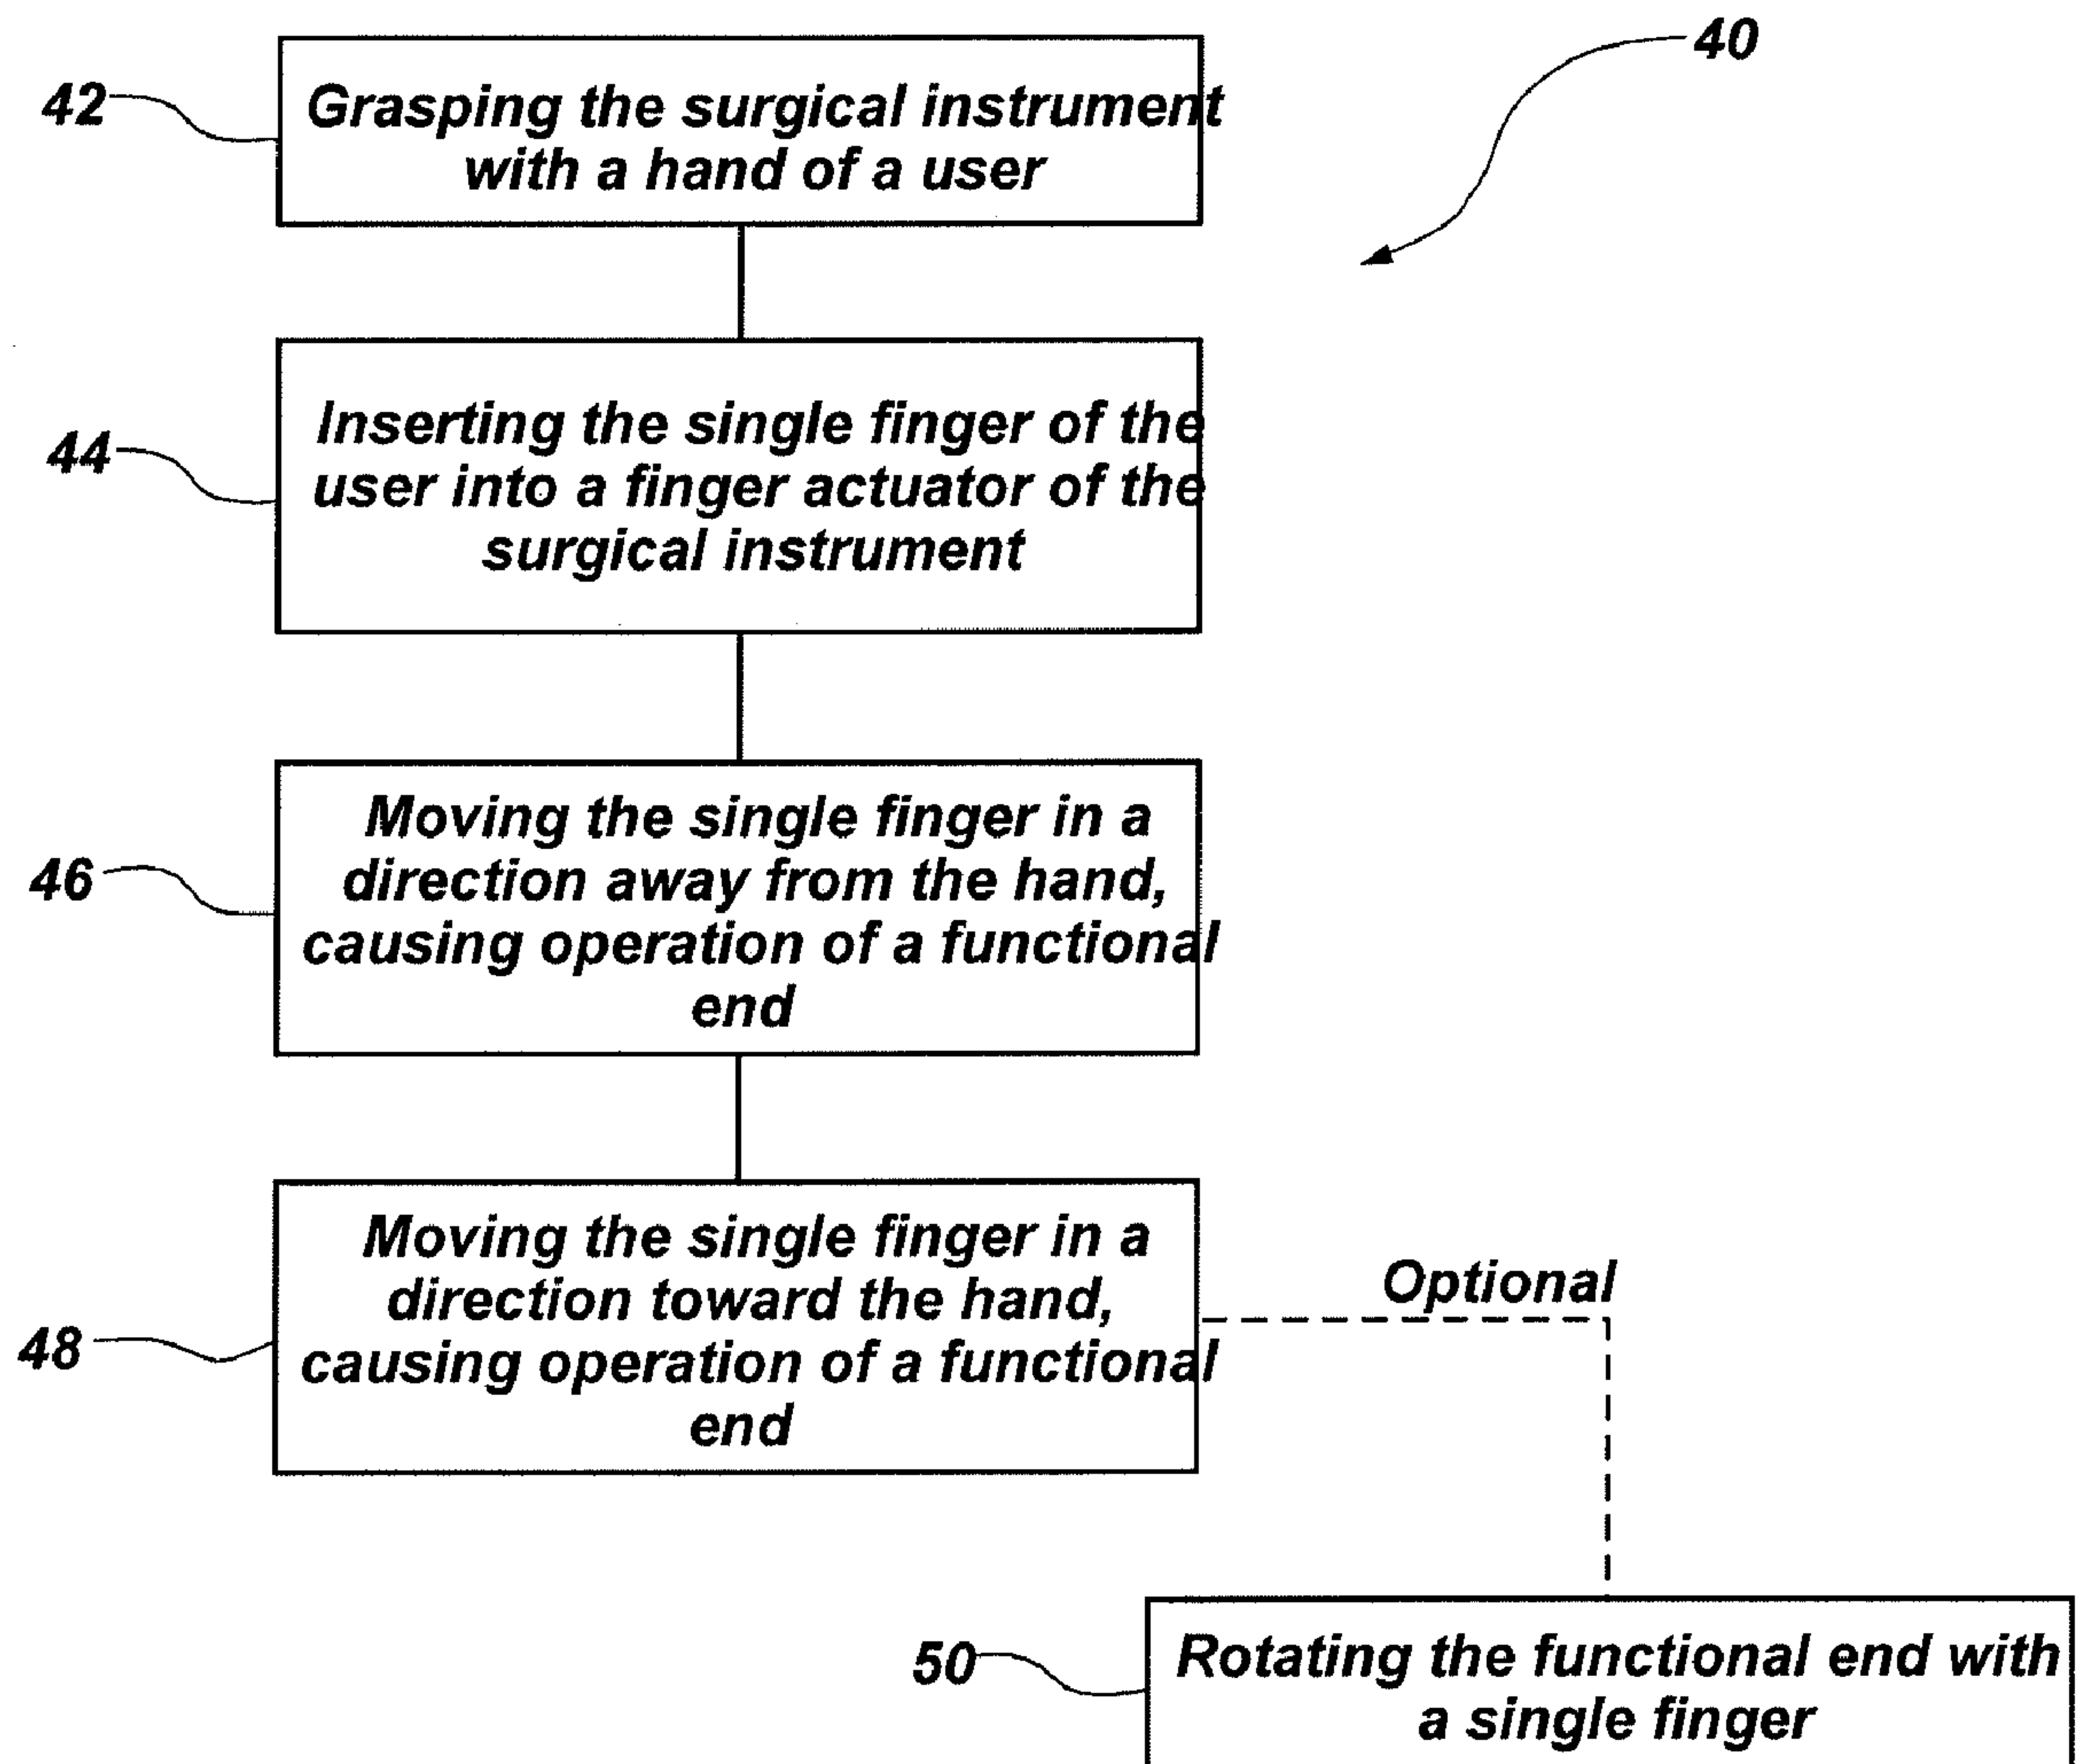 40
42
Grasping the surgical instrument
with a hand of a user
44
Inserting the single finger of the
user into a finger actuator of the
surgical instrument
46
Moving the single finger in a
direction away from the hand,
causing operation of a functional
end
48
Moving the single finger in a
direction toward the hand,
causing operation of a functional
end
Optional
50
Rotating the functional end with
a single finger